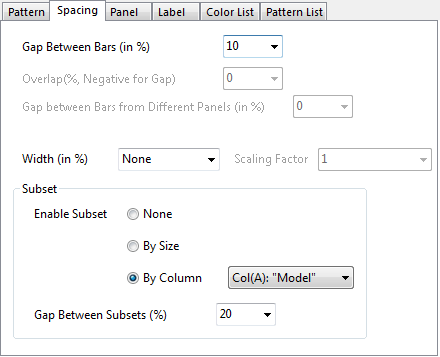 Pattern Spacing Panel Label Color List Pattern List
Gap Between Bars (in %) 10
Overlap(%, Negative for Gap) 0
Gap between Bars from Different Panels (in %) 0
Width (in %) None Scaling Factor 1
Subset
Enable Subset None
By Size
By Column Col(A): "Model"
Gap Between Subsets (%) 20